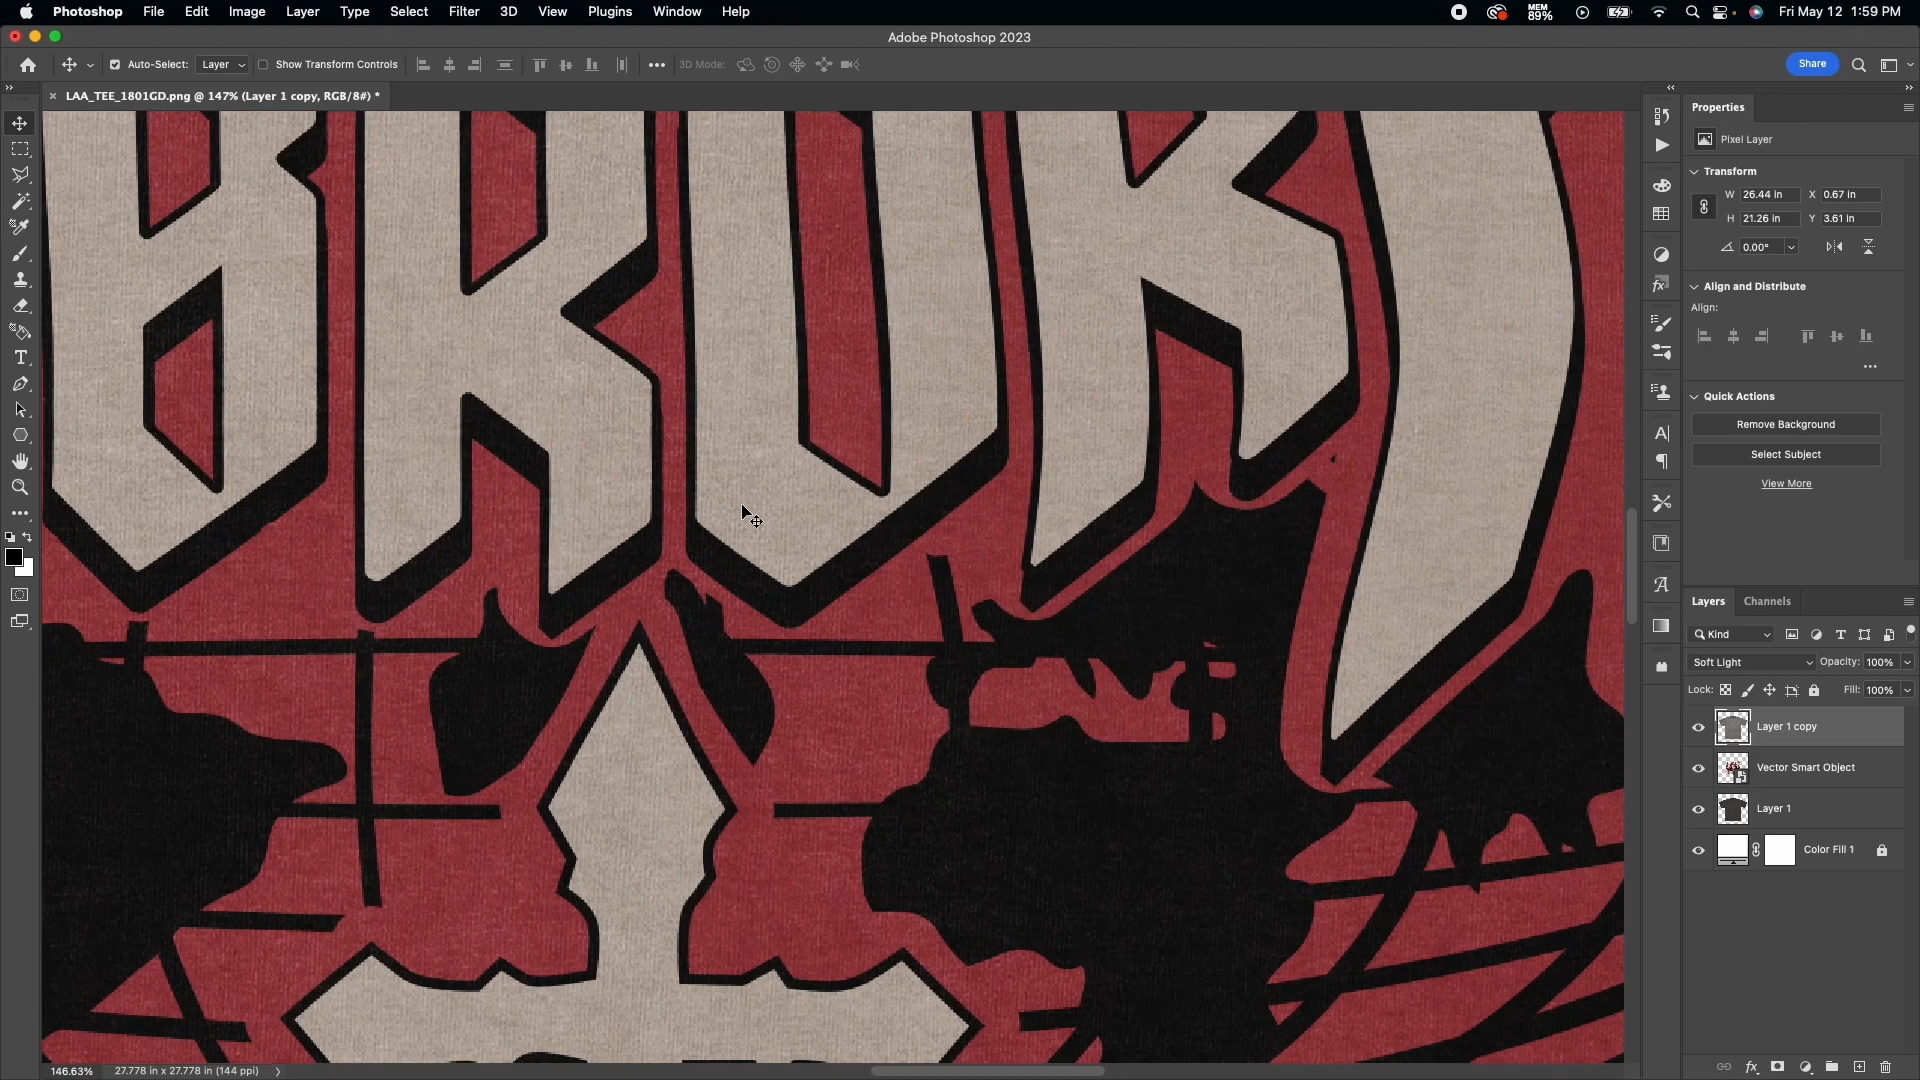 Photoshop File Edit Image Layer Type Select Filter 3D View Plugins Window Help MEM 89% Fri May 12 1:59 PM
Adobe Photoshop 2023
Auto-Select: Layer Show Transform Controls 3D Mode: Share
LAA_TEE_1801GD.png @ 147% (Layer 1 copy, RGB/8#) *
Properties
Pixel Layer
Transform
W 26.44 in X 0.67 in
H 21.26 in Y 3.61 in
0.00°
Align and Distribute
Align:
Quick Actions
Remove Background
Select Subject
View More
Layers Channels
Kind
Soft Light Opacity: 100%
Lock: Fill: 100%
Layer 1 copy
Vector Smart Object
Layer 1
Color Fill 1
146.63% 27.778 in x 27.778 in (144 ppi)